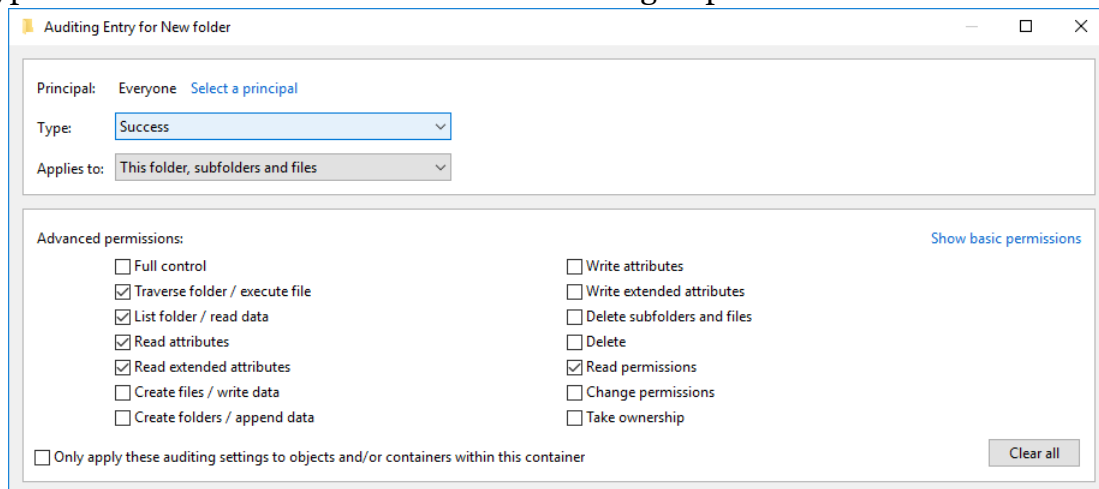 Auditing Entry for New folder
Principal: Everyone Select a principal
Type: Success
Applies to: This folder, subfolders and files
Advanced permissions: Show basic permissions
Full control Write attributes
Traverse folder / execute file Write extended attributes
List folder / read data Delete subfolders and files
Read attributes Delete
Read extended attributes Read permissions
Create files / write data Change permissions
Create folders / append data Take ownership
Only apply these auditing settings to objects and/or containers within this container Clear all